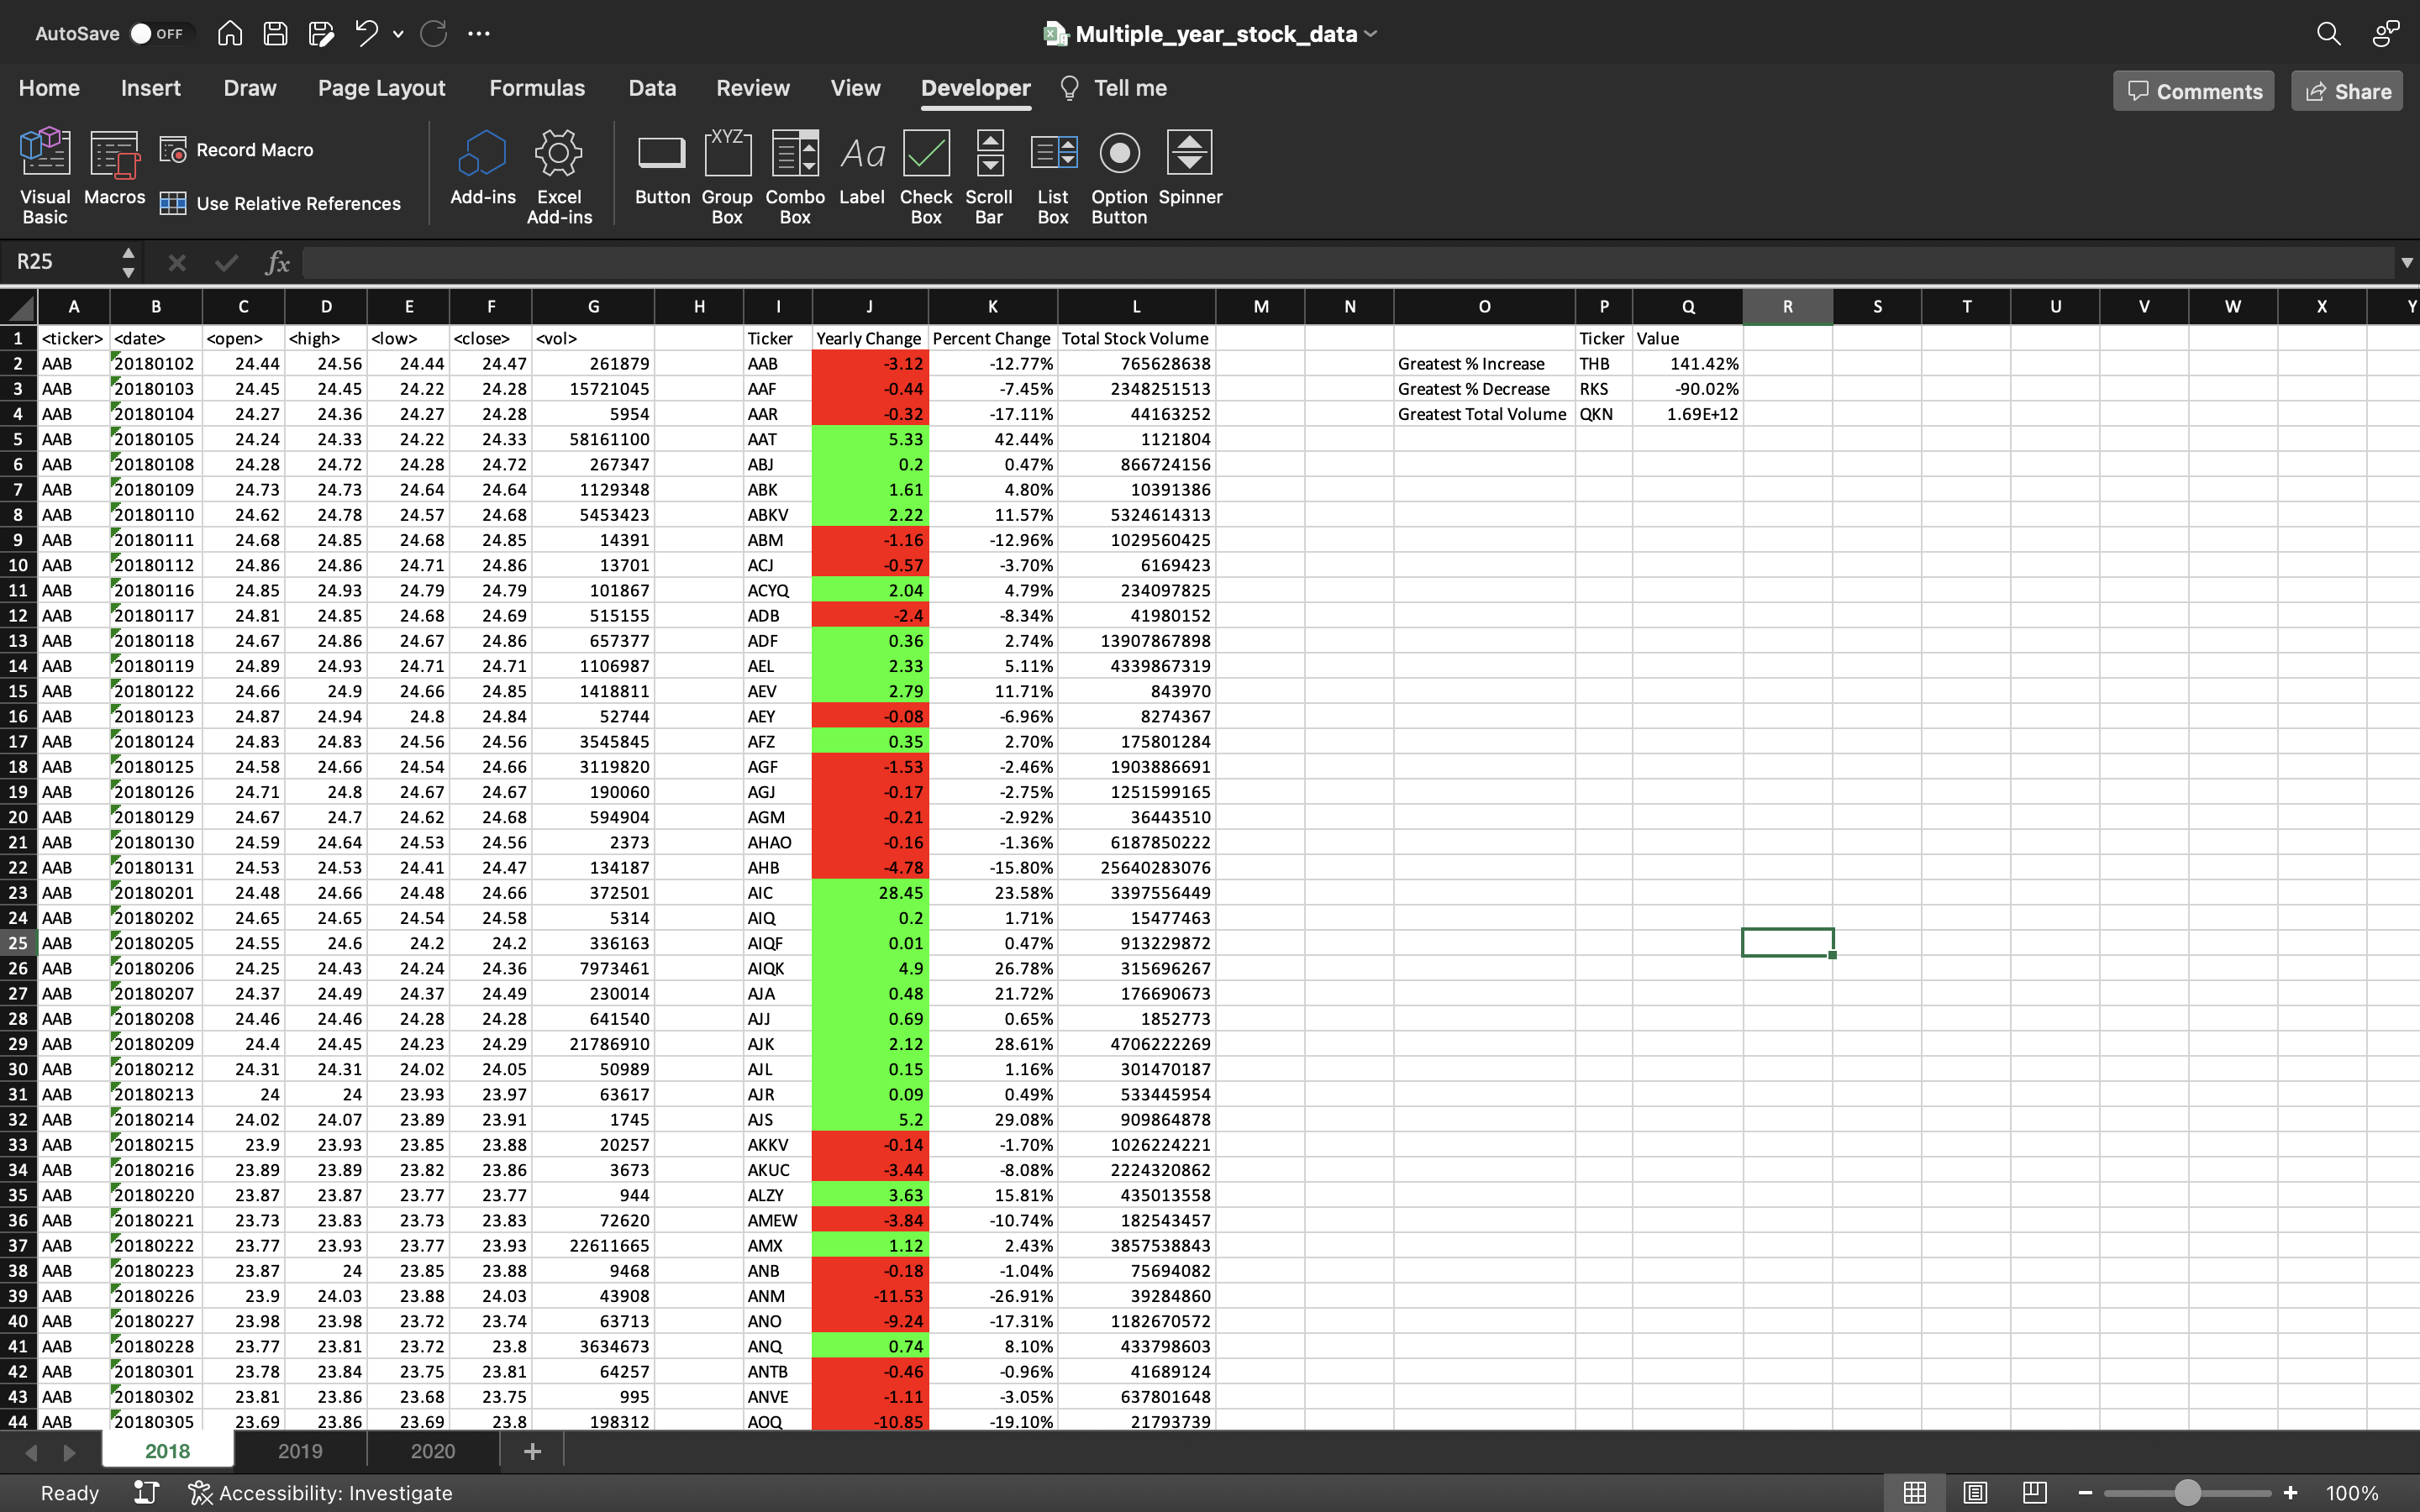 AutoSave OFF Multiple_year_stock_data
Home Insert Draw Page Layout Formulas Data Review View Developer Tell me Comments Share
Visual Basic Macros Record Macro Use Relative References Add-ins Excel Add-ins Button Group Box Combo Box Label Check Box Scroll Bar List Box Option Button Spinner
R25 fx
A B C D E F G H I J K L M N O P Q R S T U V W X Y
1 <ticker> <date> <open> <high> <low> <close> <vol> Ticker Yearly Change Percent Change Total Stock Volume Ticker Value
2 AAB 20180102 24.44 24.56 24.44 24.47 261879 AAB -3.12 -12.77% 765628638 Greatest % Increase THB 141.42%
3 AAB 20180103 24.45 24.45 24.22 24.28 15721045 AAF -0.44 -7.45% 2348251513 Greatest % Decrease RKS -90.02%
4 AAB 20180104 24.27 24.36 24.27 24.28 5954 AAR -0.32 -17.11% 44163252 Greatest Total Volume QKN 1.69E+12
5 AAB 20180105 24.24 24.33 24.22 24.33 58161100 AAT 5.33 42.44% 1121804
6 AAB 20180108 24.28 24.72 24.28 24.72 267347 ABJ 0.2 0.47% 866724156
7 AAB 20180109 24.73 24.73 24.64 24.64 1129348 ABK 1.61 4.80% 10391386
8 AAB 20180110 24.62 24.78 24.57 24.68 5453423 ABKV 2.22 11.57% 5324614313
9 AAB 20180111 24.68 24.85 24.68 24.85 14391 ABM -1.16 -12.96% 1029560425
10 AAB 20180112 24.86 24.86 24.71 24.86 13701 ACJ -0.57 -3.70% 6169423
11 AAB 20180116 24.85 24.93 24.79 24.79 101867 ACYQ 2.04 4.79% 234097825
12 AAB 20180117 24.81 24.85 24.68 24.69 515155 ADB -2.4 -8.34% 41980152
13 AAB 20180118 24.67 24.86 24.67 24.86 657377 ADF 0.36 2.74% 13907867898
14 AAB 20180119 24.89 24.93 24.71 24.71 1106987 AEL 2.33 5.11% 4339867319
15 AAB 20180122 24.66 24.9 24.66 24.85 1418811 AEV 2.79 11.71% 843970
16 AAB 20180123 24.87 24.94 24.8 24.84 52744 AEY -0.08 -6.96% 8274367
17 AAB 20180124 24.83 24.83 24.56 24.56 3545845 AFZ 0.35 2.70% 175801284
18 AAB 20180125 24.58 24.66 24.54 24.66 3119820 AGF -1.53 -2.46% 1903886691
19 AAB 20180126 24.71 24.8 24.67 24.67 190060 AGJ -0.17 -2.75% 1251599165
20 AAB 20180129 24.67 24.7 24.62 24.68 594904 AGM -0.21 -2.92% 36443510
21 AAB 20180130 24.59 24.64 24.53 24.56 2373 AHAO -0.16 -1.36% 6187850222
22 AAB 20180131 24.53 24.53 24.41 24.47 134187 AHB -4.78 -15.80% 25640283076
23 AAB 20180201 24.48 24.66 24.48 24.66 372501 AIC 28.45 23.58% 3397556449
24 AAB 20180202 24.65 24.65 24.54 24.58 5314 AIQ 0.2 1.71% 15477463
25 AAB 20180205 24.55 24.6 24.2 24.2 336163 AIQF 0.01 0.47% 913229872
26 AAB 20180206 24.25 24.43 24.24 24.36 7973461 AIQK 4.9 26.78% 315696267
27 AAB 20180207 24.37 24.49 24.37 24.49 230014 AJA 0.48 21.72% 176690673
28 AAB 20180208 24.46 24.46 24.28 24.28 641540 AJJ 0.69 0.65% 1852773
29 AAB 20180209 24.4 24.45 24.23 24.29 21786910 AJK 2.12 28.61% 4706222269
30 AAB 20180212 24.31 24.31 24.02 24.05 50989 AJL 0.15 1.16% 301470187
31 AAB 20180213 24 24 23.93 23.97 63617 AJR 0.09 0.49% 533445954
32 AAB 20180214 24.02 24.07 23.89 23.91 1745 AJS 5.2 29.08% 909864878
33 AAB 20180215 23.9 23.93 23.85 23.88 20257 AKKV -0.14 -1.70% 1026224221
34 AAB 20180216 23.89 23.89 23.82 23.86 3673 AKUC -3.44 -8.08% 2224320862
35 AAB 20180220 23.87 23.87 23.77 23.77 944 ALZY 3.63 15.81% 435013558
36 AAB 20180221 23.73 23.83 23.73 23.83 72620 AMEW -3.84 -10.74% 182543457
37 AAB 20180222 23.77 23.93 23.77 23.93 22611665 AMX 1.12 2.43% 3857538843
38 AAB 20180223 23.87 24 23.85 23.88 9468 ANB -0.18 -1.04% 75694082
39 AAB 20180226 23.9 24.03 23.88 24.03 43908 ANM -11.53 -26.91% 39284860
40 AAB 20180227 23.98 23.98 23.72 23.74 63713 ANO -9.24 -17.31% 1182670572
41 AAB 20180228 23.77 23.81 23.72 23.8 3634673 ANQ 0.74 8.10% 433798603
42 AAB 20180301 23.78 23.84 23.75 23.81 64257 ANTB -0.46 -0.96% 41689124
43 AAB 20180302 23.81 23.86 23.68 23.75 995 ANVE -1.11 -3.05% 637801648
44 AAB 20180305 23.69 23.86 23.69 23.8 198312 AOQ -10.85 -19.10% 21793739
2018 2019 2020 +
Ready Accessibility: Investigate 100%